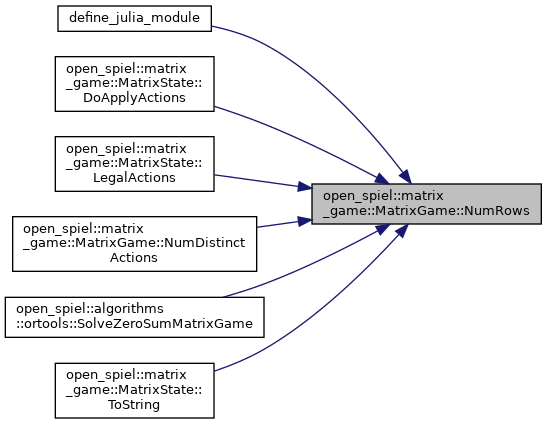 define_julia_module
open_spiel::matrix
_game::MatrixState::
DoApplyActions
open_spiel::matrix
_game::MatrixState::
LegalActions
open_spiel::matrix
_game::MatrixGame::NumRows
open_spiel::matrix
_game::MatrixGame::NumDistinct
Actions
open_spiel::algorithms
::ortools::SolveZeroSumMatrixGame
open_spiel::matrix
_game::MatrixState::
ToString